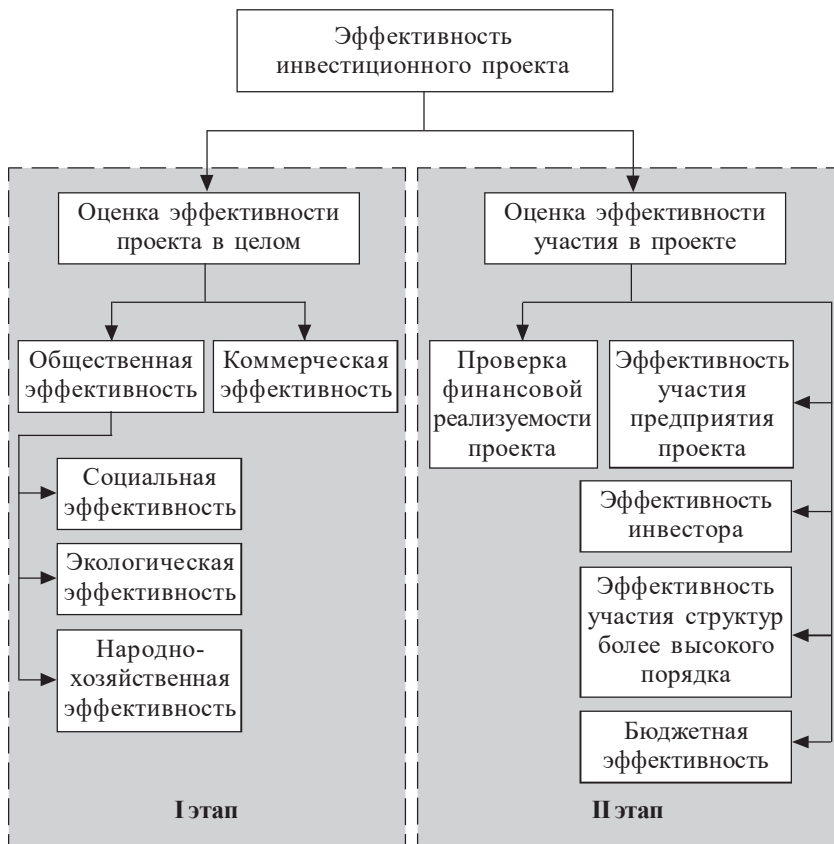 Эффективность
инвестиционного проекта
Оценка эффективности
проекта в целом
Общественная
эффективность
Коммерческая
эффективность
Социальная
эффективность
Экологическая
эффективность
Народно-
хозяйственная
эффективность
I этап
Оценка эффективности
участия в проекте
Проверка
финансовой
реализуемости
проекта
Эффективность
участия
предприятия
проекта
Эффективность
инвестора
Эффективность
участия структур
более высокого
порядка
Бюджетная
эффективность
II этап